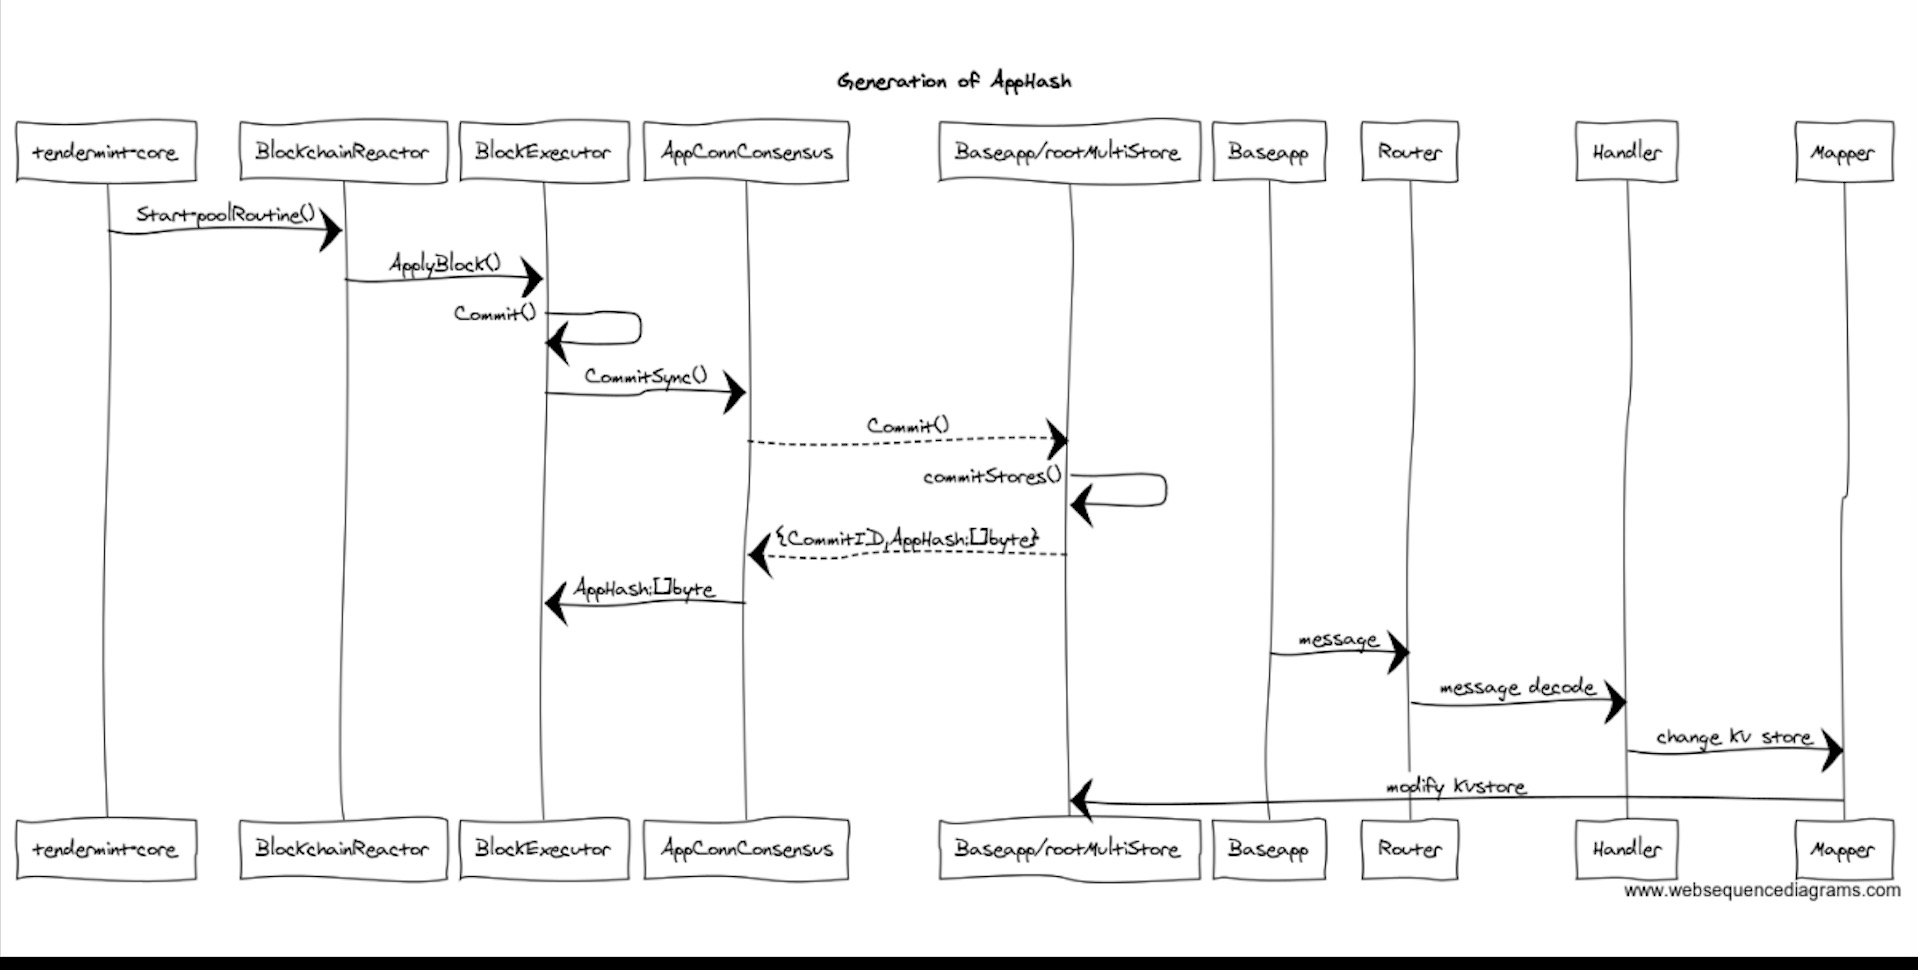 Generation of AppHash
tendermint-core BlockchainReactor BlockExecutor AppConnConsensus Baseapp/rootMultiStore Baseapp Router Handler Mapper
Start-poolRoutine()
ApplyBlock()
Commit()
CommitSync()
Commit()
commitStores()
{CommitID,AppHash:[]byte}
AppHash:[]byte
message
message decode
change kv store
modify kvstore
tendermint-core BlockchainReactor BlockExecutor AppConnConsensus Baseapp/rootMultiStore Baseapp Router Handler Mapper
www.websequencediagrams.com